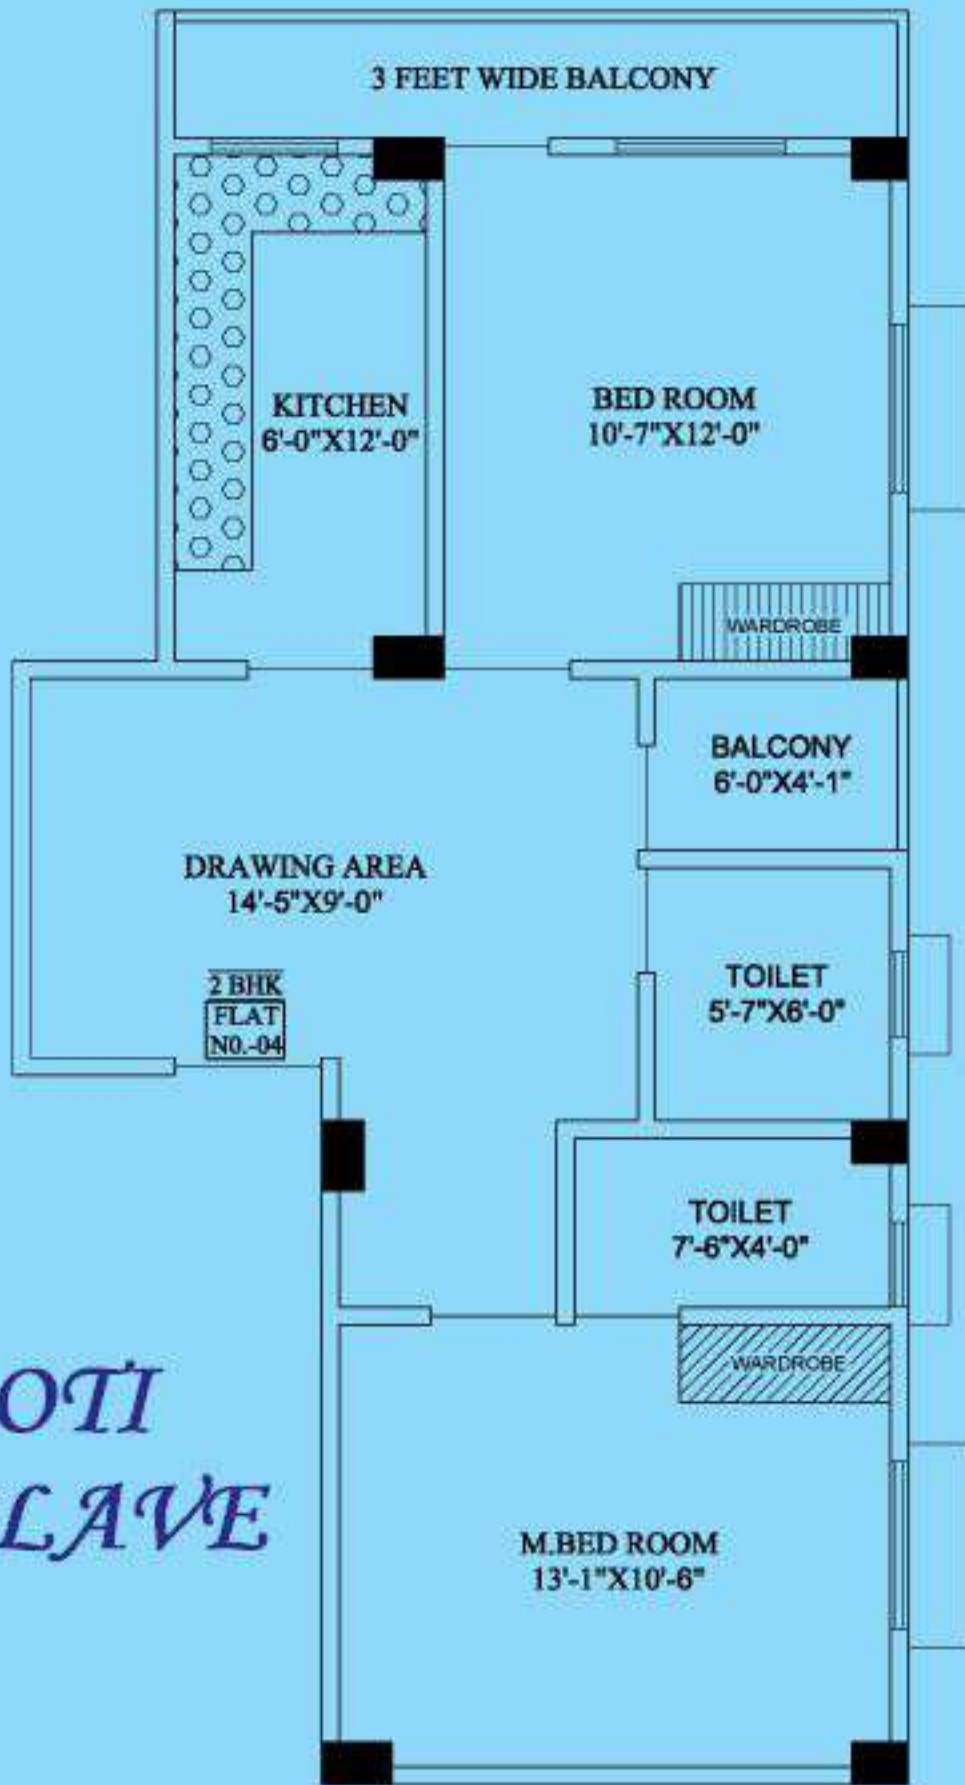 3 FEET WIDE BALCONY
KITCHEN
6'-0"X12'-0"
BED ROOM
10'-7"X12'-0"
WARDROBE
BALCONY
6'-0"X4'-1"
DRAWING AREA
14'-5"X9'-0"
TOILET
5'-7"X6'-0"
2 BHK
FLAT
N0.-04
TOILET
7'-6"X4'-0"
WARDROBE
OTI
LAVE
M.BED ROOM
13'-1"X10'-6"